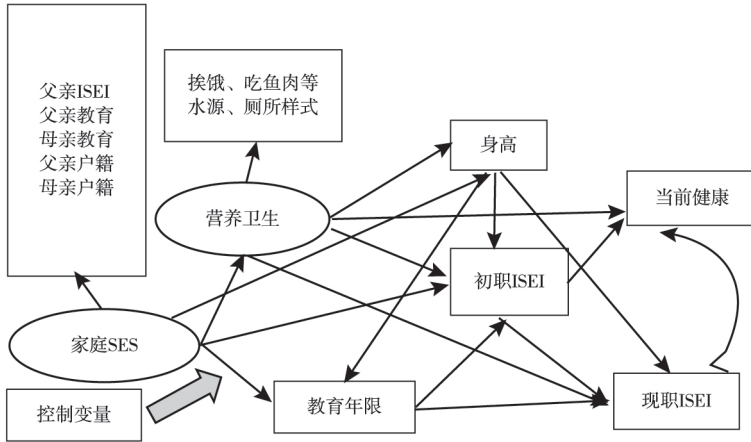 父亲ISEI
父亲教育
母亲教育
父亲户籍
母亲户籍
挨饿、吃鱼肉等
水源、厕所样式
身高
当前健康
营养卫生
初职ISEI
家庭SES
教育年限
现职ISEI
控制变量